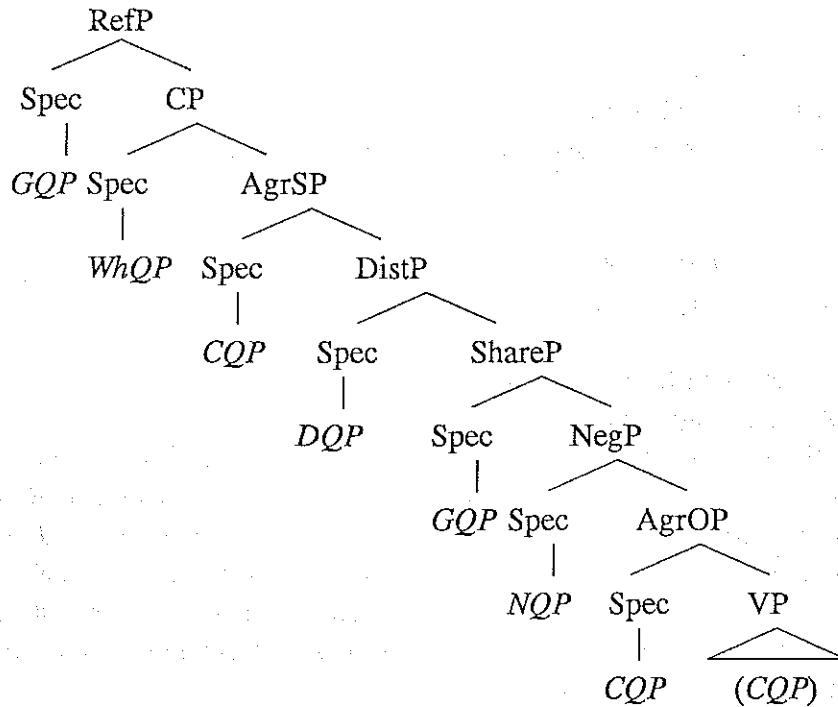 RefP
Spec CP
GQP Spec AgrSP
WhQP Spec DistP
CQP Spec ShareP
DQP Spec NegP
GQP Spec AgrOP
NQP Spec VP
CQP (CQP)